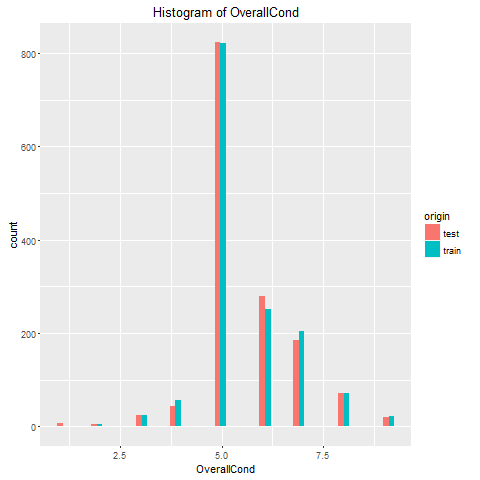 Histogram of OverallCond
800
600
400
200
0
count
2.5 5.0 7.5
OverallCond
origin
test
train